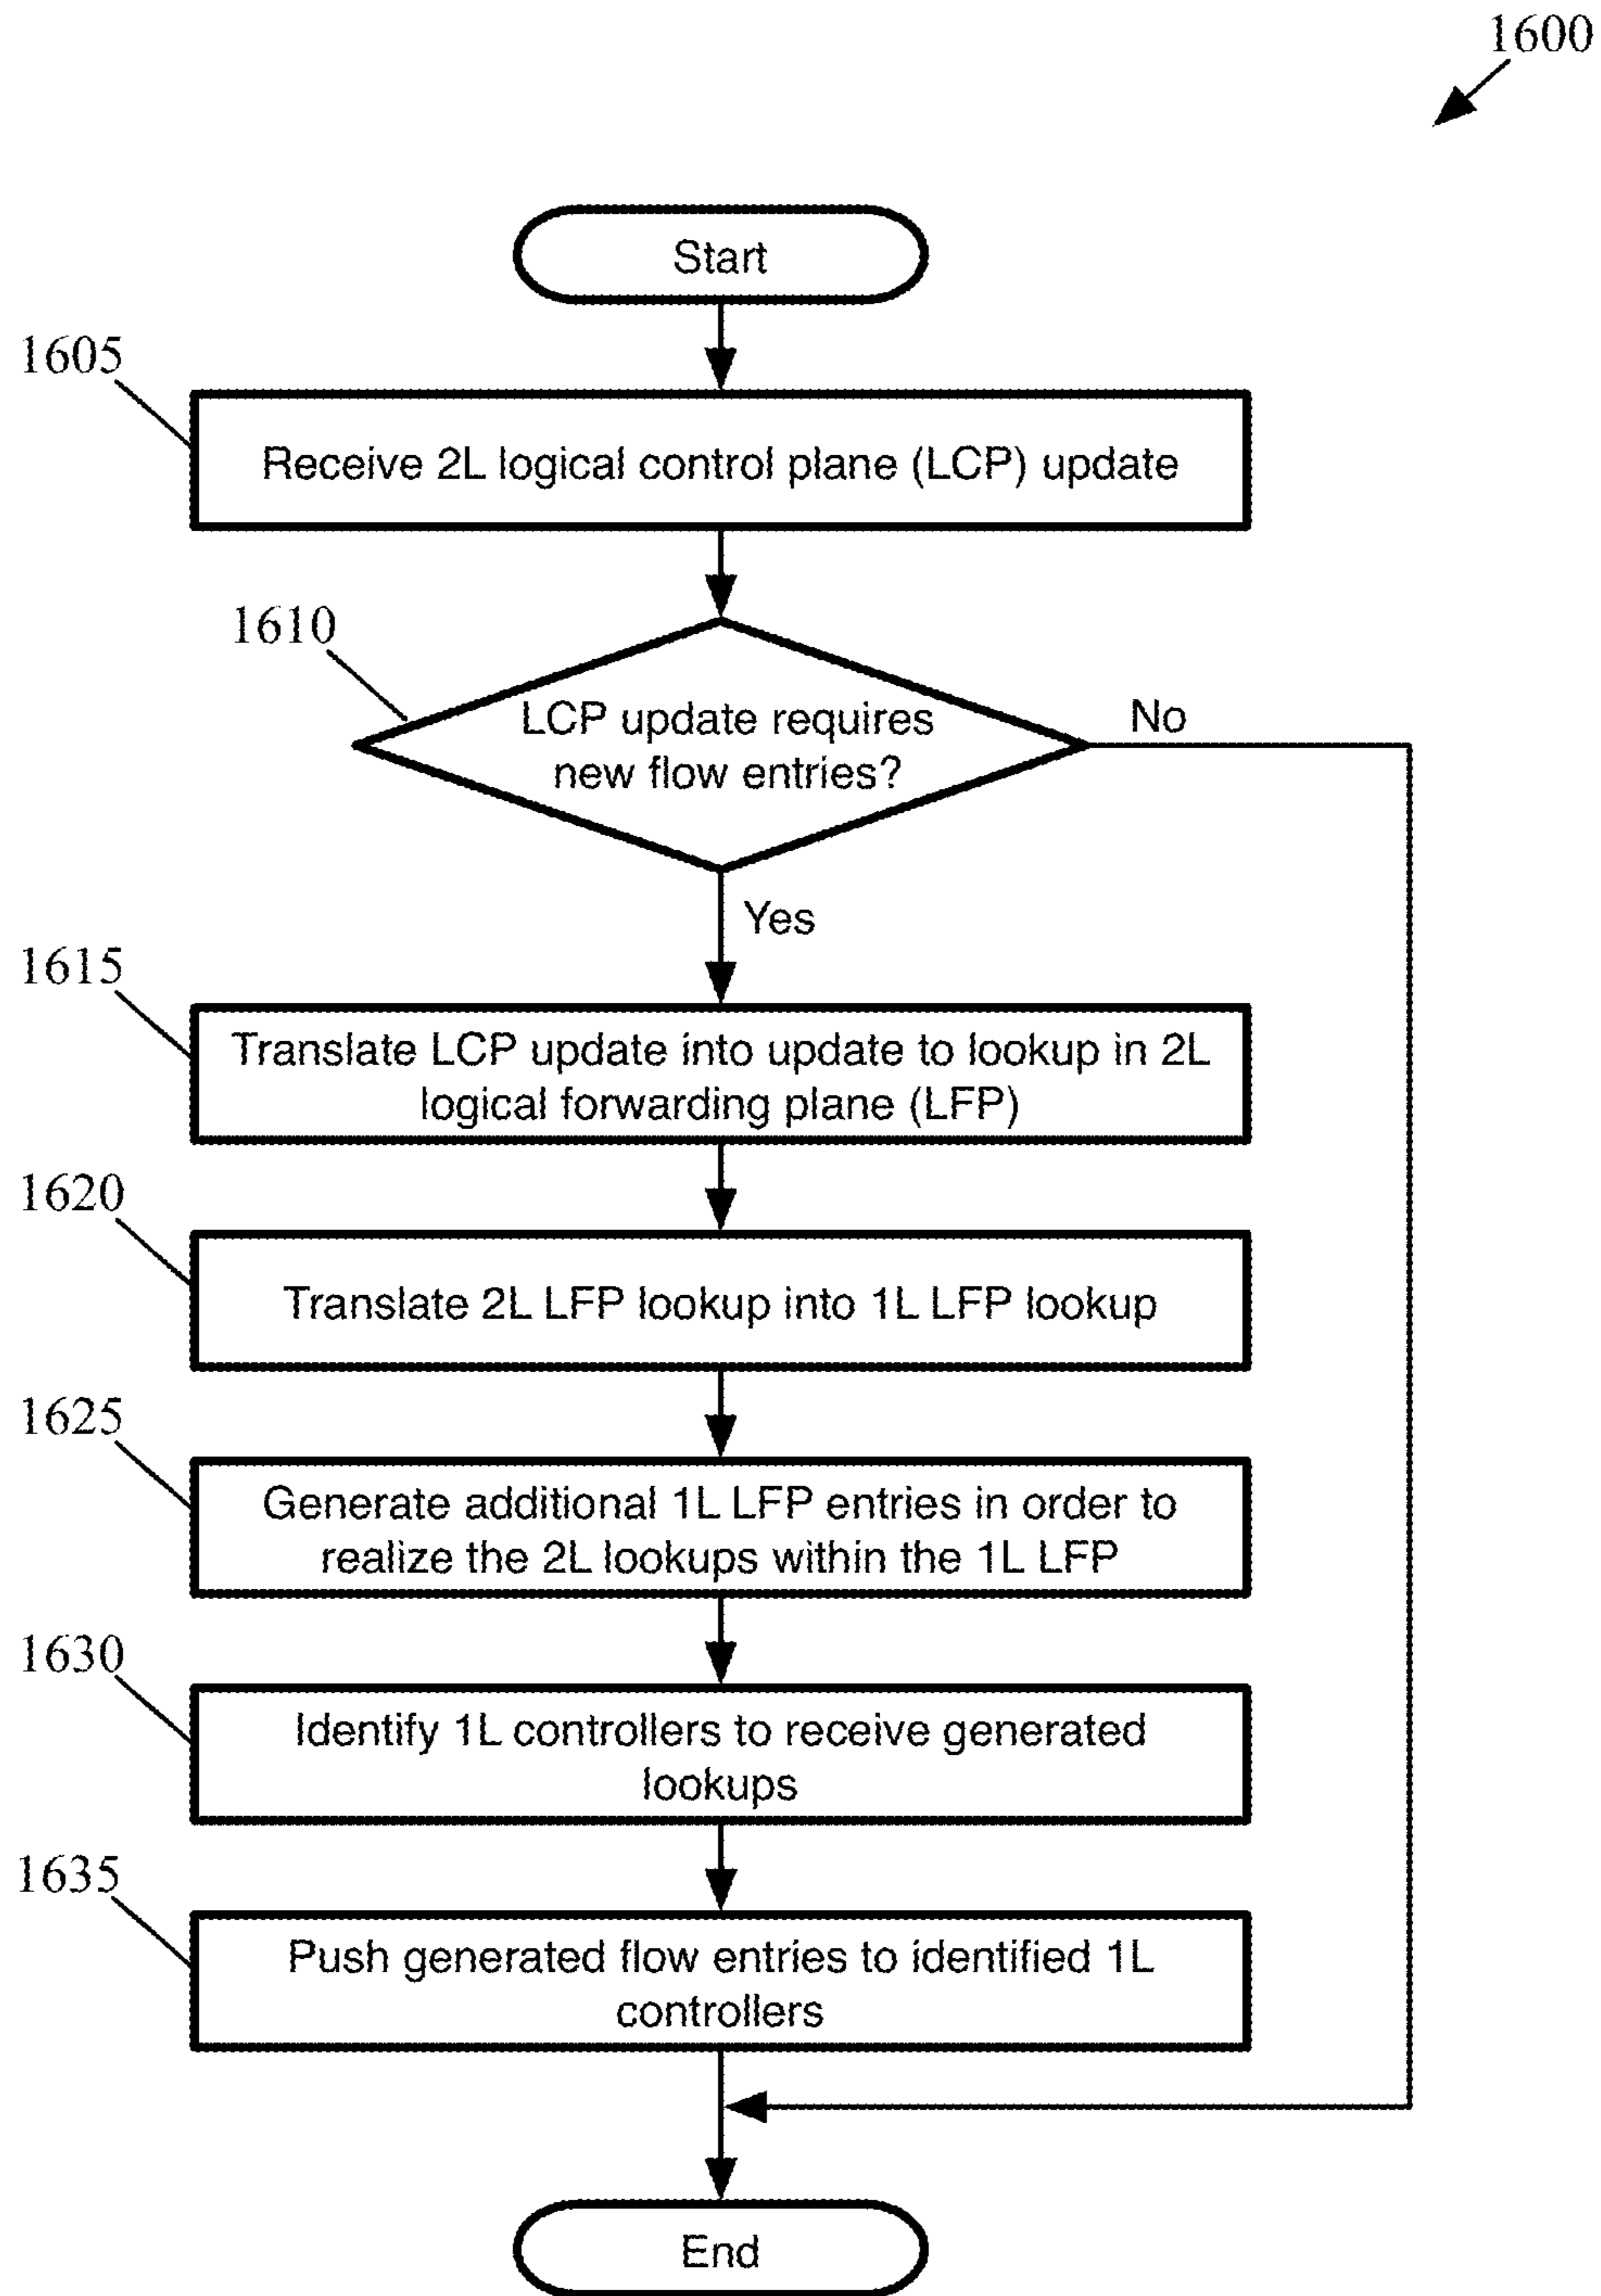 1600
Start
1605
Receive 2L logical control plane (LCP) update
1610
LCP update requires
new flow entries?
No
Yes
1615
Translate LCP update into update to lookup in 2L
logical forwarding plane (LFP)
1620
Translate 2L LFP lookup into 1L LFP lookup
1625
Generate additional 1L LFP entries in order to
realize the 2L lookups within the 1L LFP
1630
Identify 1L controllers to receive generated
lookups
1635
Push generated flow entries to identified 1L
controllers
End